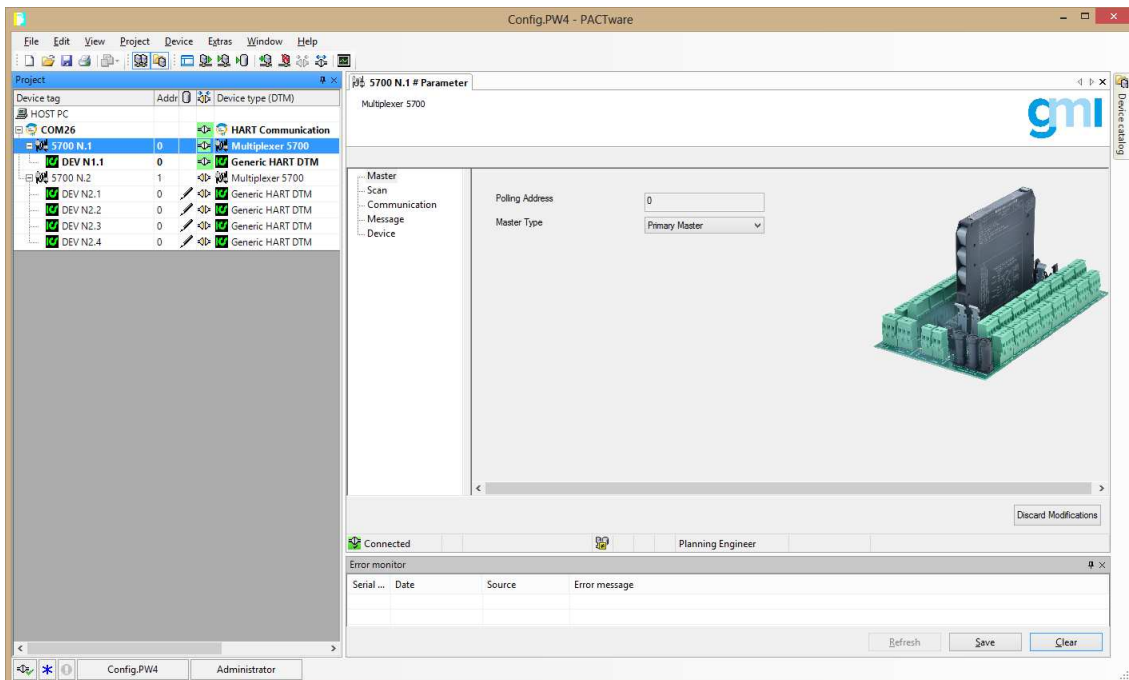 Config.PW4 - PACTware
File Edit View Project Device Extras Window Help
Project
Device tag Addr Device type (DTM)
HOST PC
COM26 HART Communication
5700 N.1 0 Multiplexer 5700
DEV N1.1 0 Generic HART DTM
5700 N.2 1 Multiplexer 5700
DEV N2.1 0 Generic HART DTM
DEV N2.2 0 Generic HART DTM
DEV N2.3 0 Generic HART DTM
DEV N2.4 0 Generic HART DTM
5700 N.1 # Parameter
Multiplexer 5700
gmi
Device catalog
Master
Scan
Communication
Message
Device
Polling Address 0
Master Type Primary Master
Discard Modifications
Connected Planning Engineer
Error monitor
Serial ... Date Source Error message
Refresh Save Clear
Config.PW4 Administrator